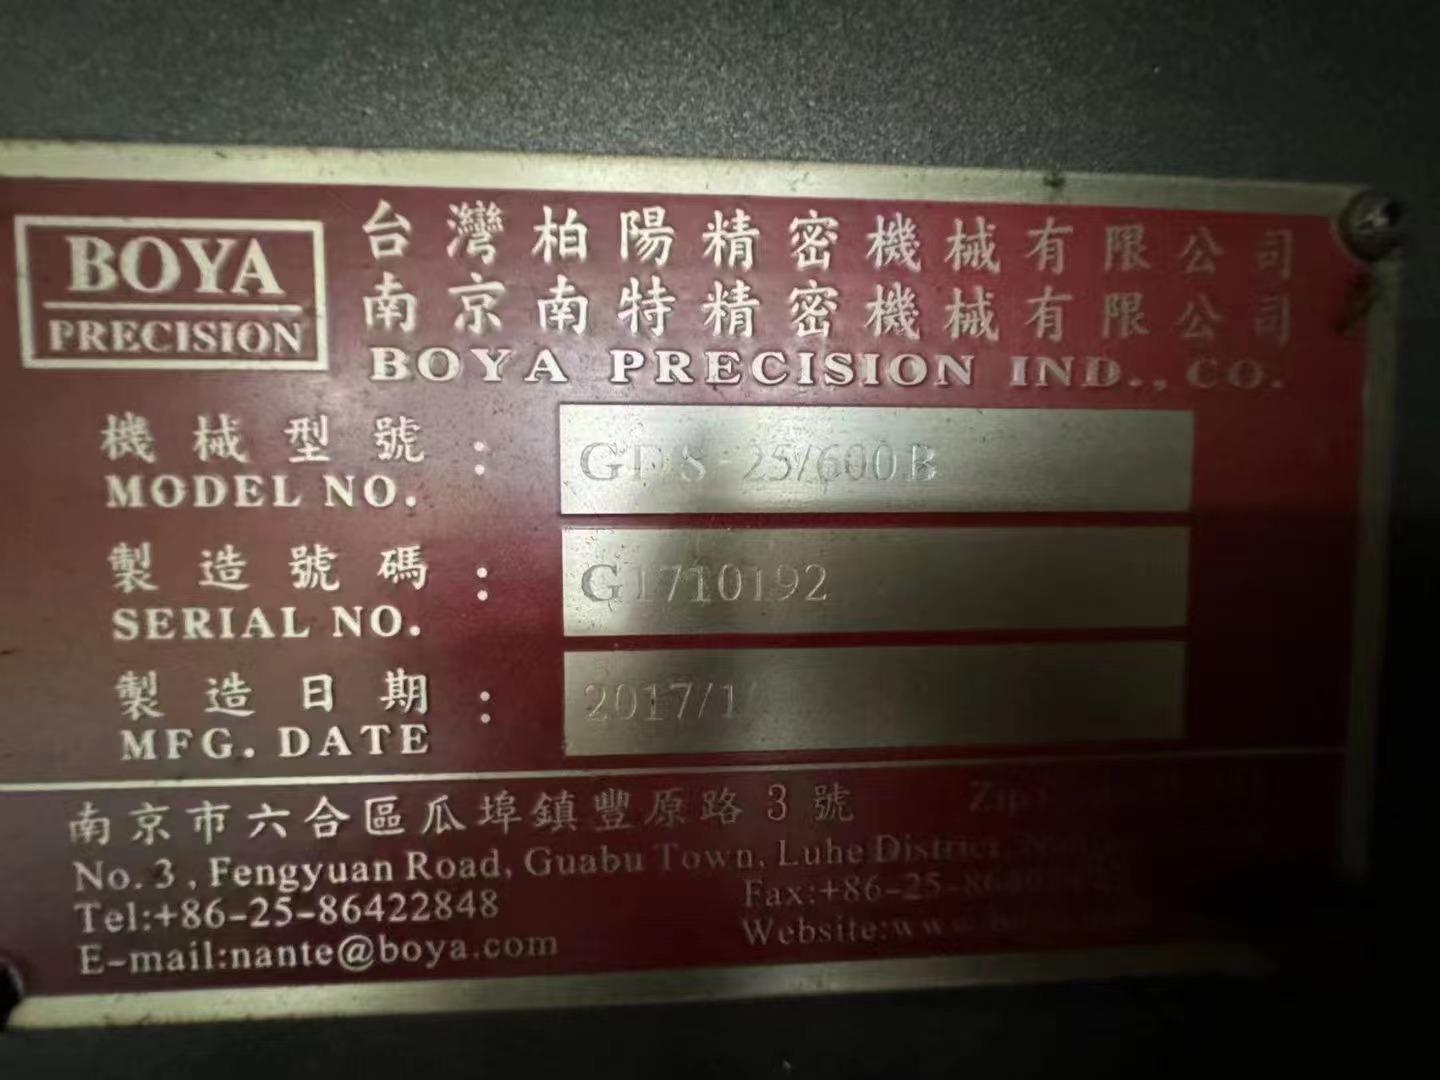 BOYA
PRECISION
台灣柏陽精密機械有限公司
南京南特精密機械有限公司
BOYA PRECISION IND., CO.
機械型號:
MODEL NO.
GDS-25/600B
製造號碼:
SERIAL NO.
G1710192
製造日期:
MFG. DATE
2017/1
南京市六合區瓜埠鎮豐原路3號 Zip
No.3, Fengyuan Road, Guabu Town, Luhe District,
Tel:+86-25-86422848 Fax:+86-25-
E-mail:nante@boya.com Website:www.